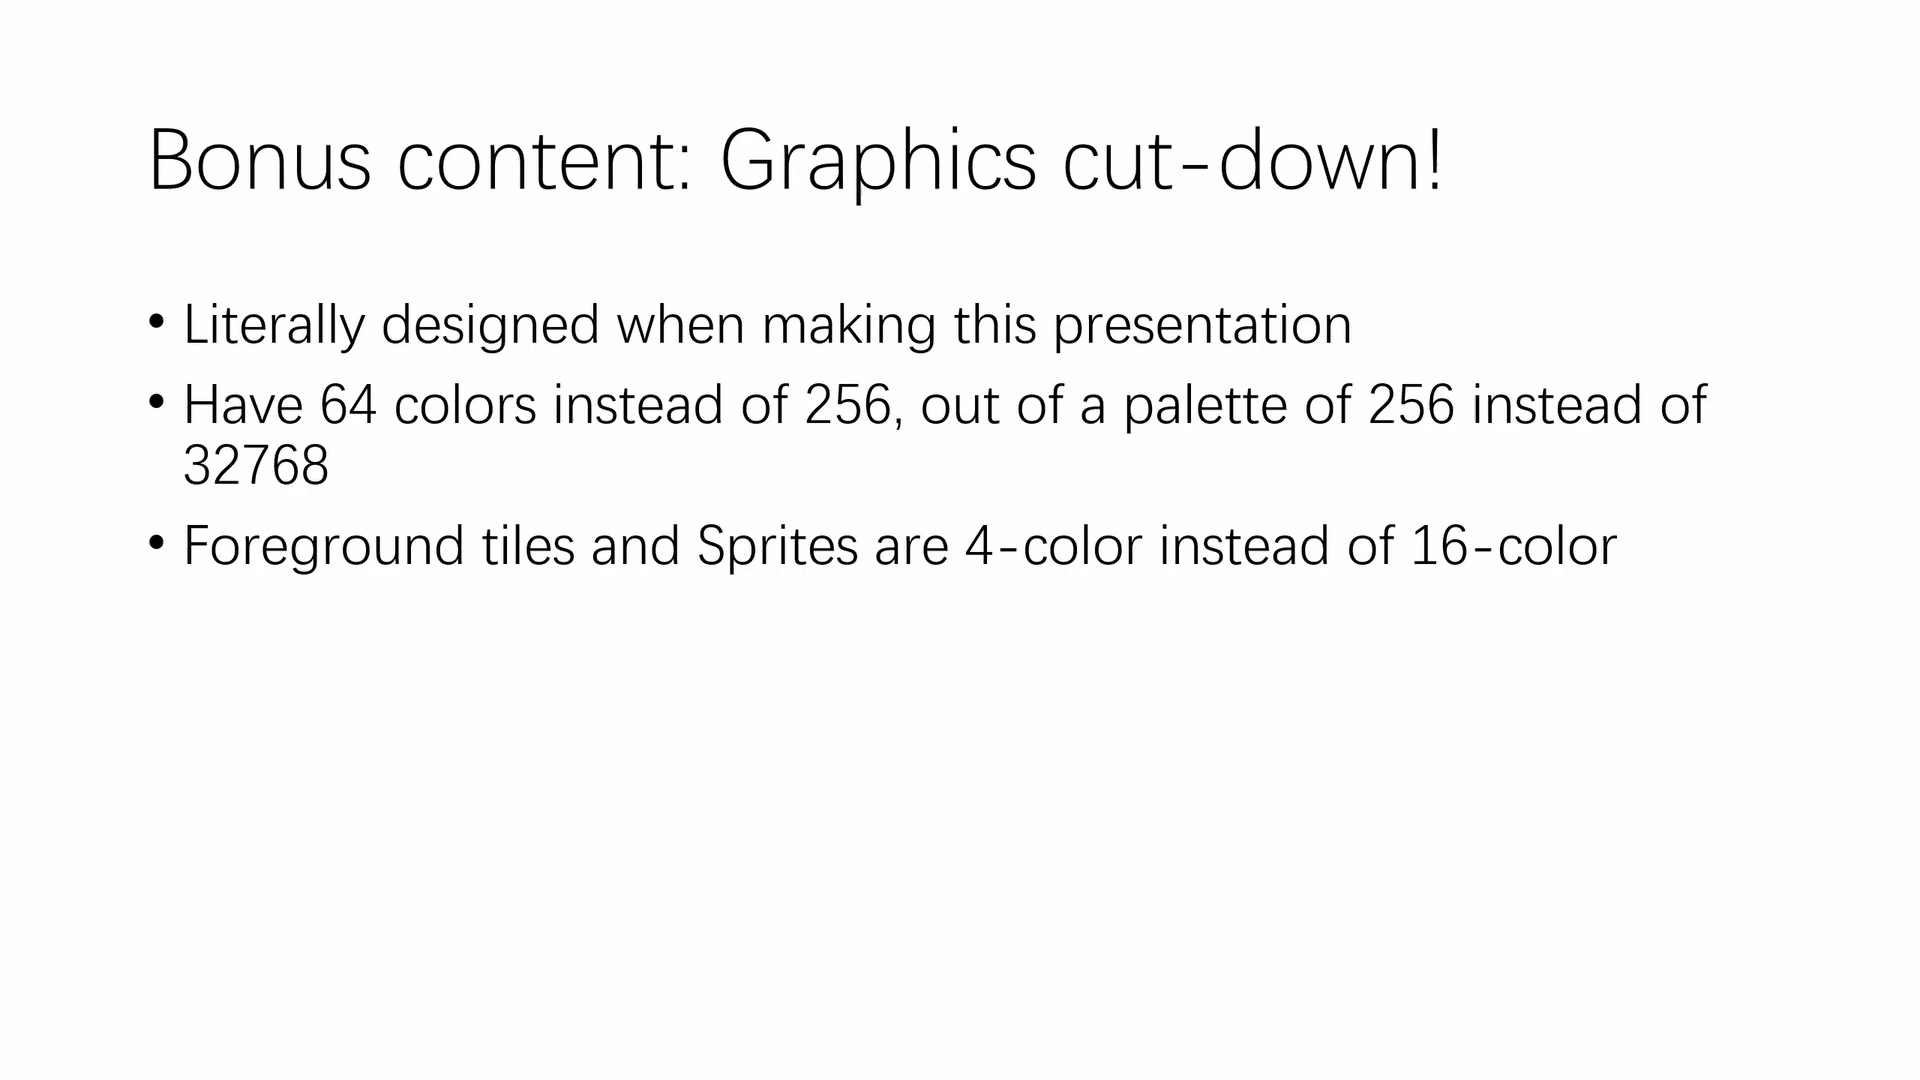 Bonus content: Graphics cut-down!
• Literally designed when making this presentation
• Have 64 colors instead of 256, out of a palette of 256 instead of
32768
• Foreground tiles and Sprites are 4-color instead of 16-color